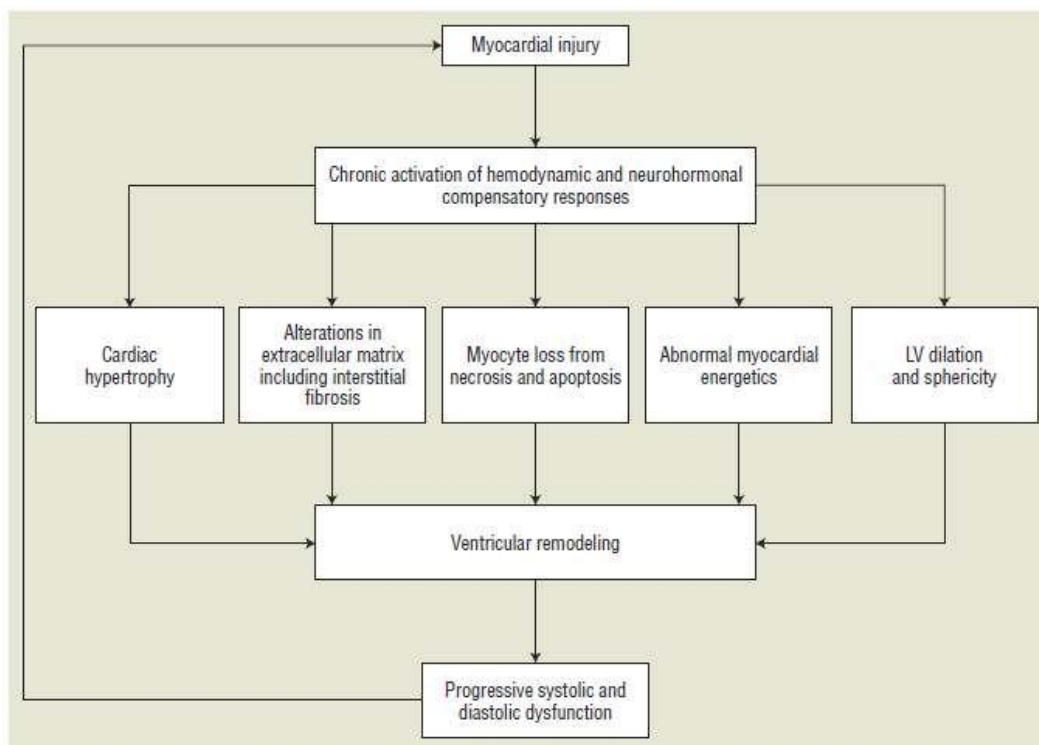 Myocardial injury
Chronic activation of hemodynamic and neurohormonal
compensatory responses
Cardiac
hypertrophy
Alterations in
extracellular matrix
including interstitial
fibrosis
Myocyte loss from
necrosis and apoptosis
Abnormal myocardial
energetics
LV dilation
and sphericity
Ventricular remodeling
Progressive systolic and
diastolic dysfunction